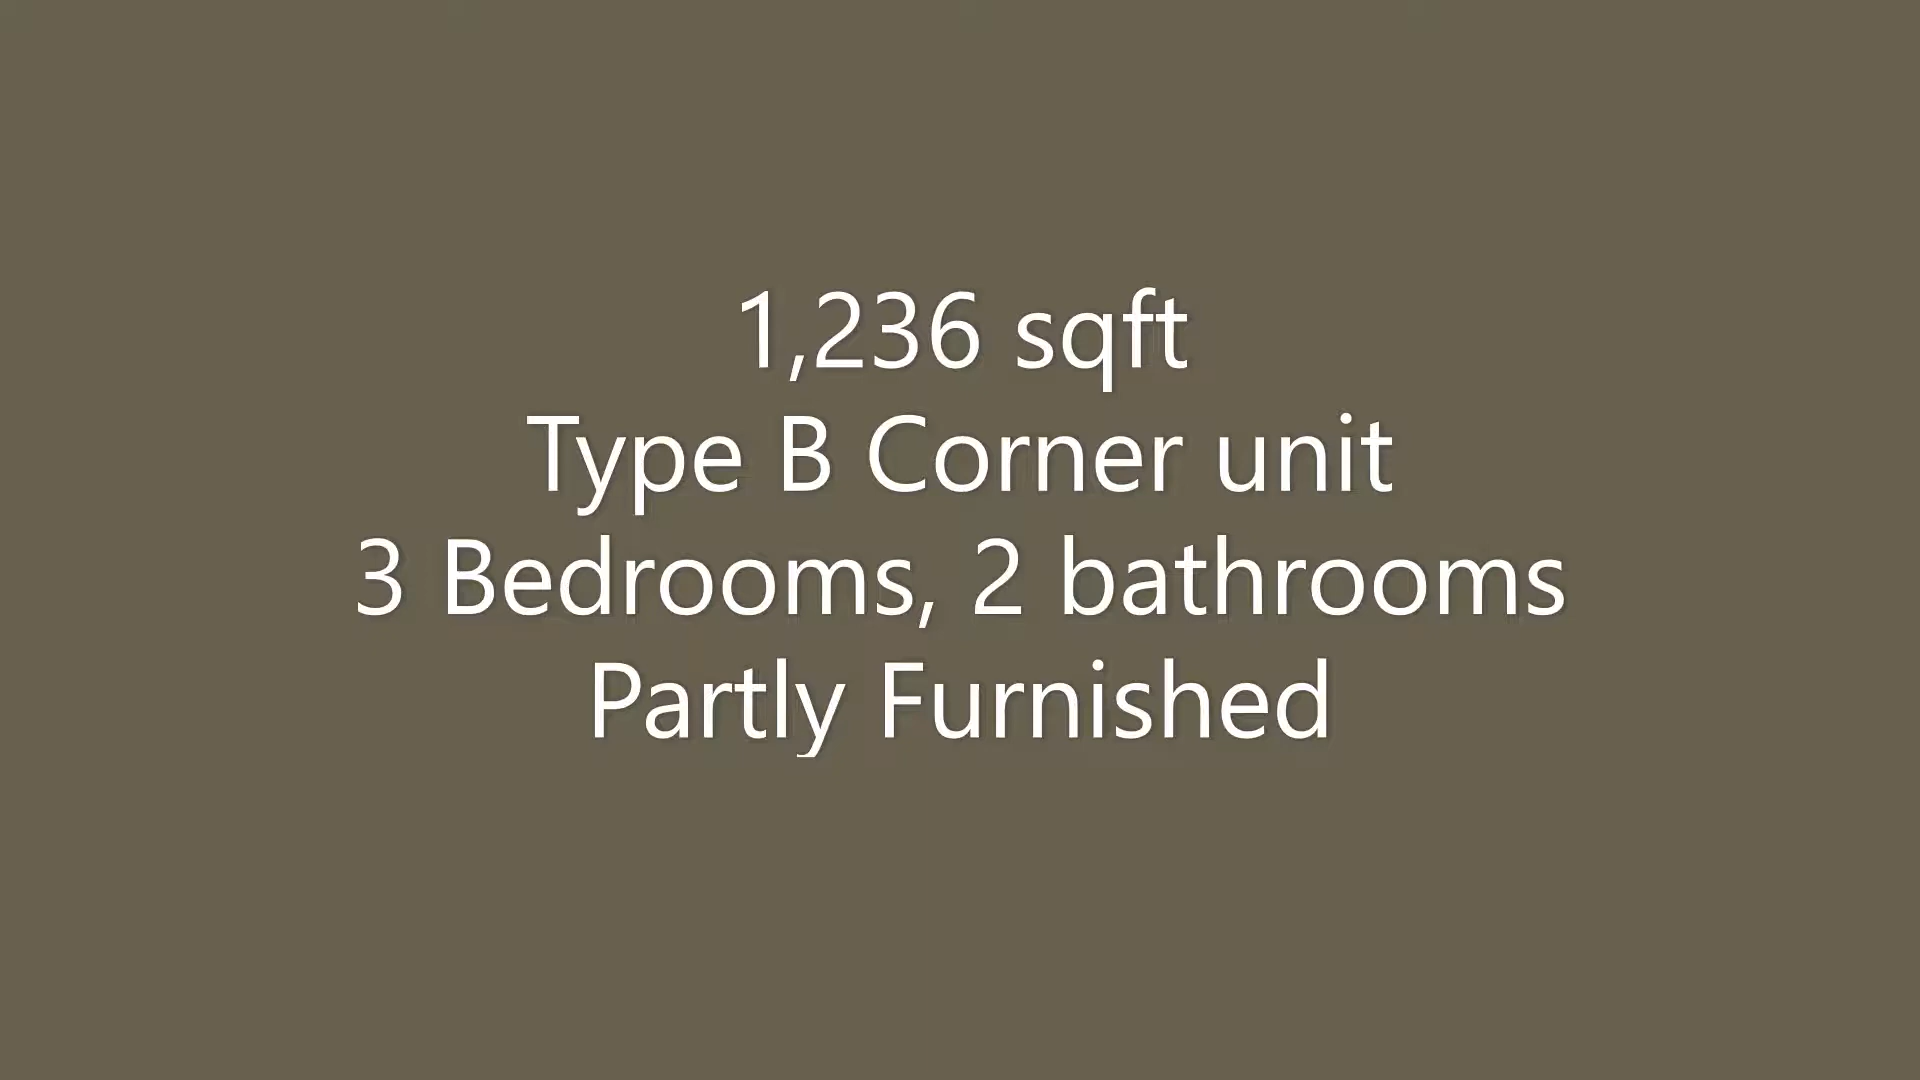 1,236 sqft
Type B Corner unit
3 Bedrooms, 2 bathrooms
Partly Furnished